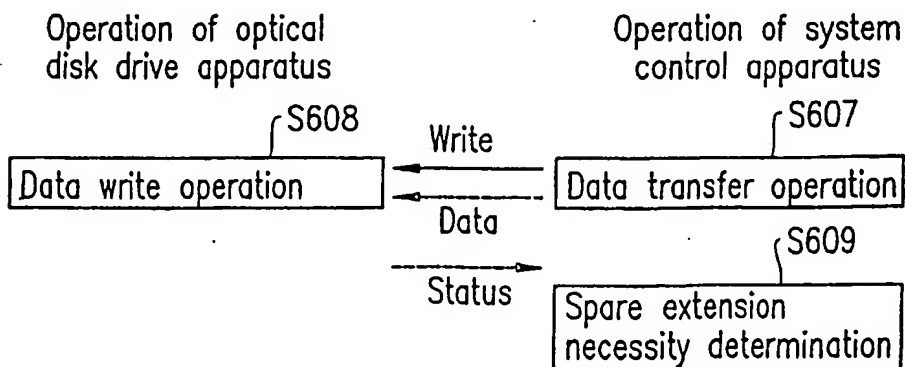 Operation of optical
disk drive apparatus
Operation of system
control apparatus
S608
S607
Write
Data write operation
Data transfer operation
Data
S609
Status
Spare extension
necessity determination